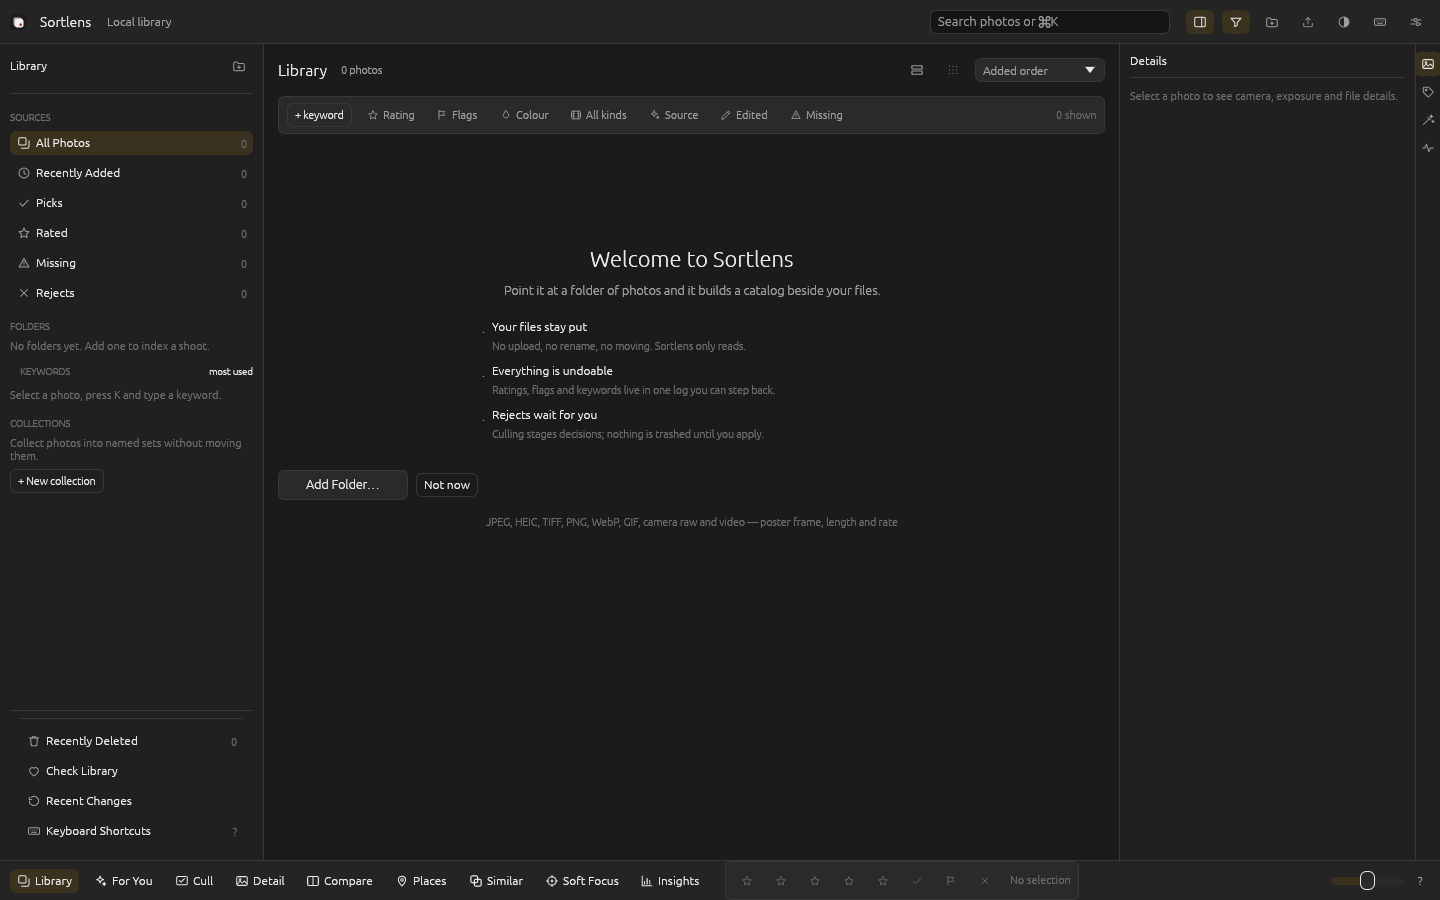 Sortlens Local library Search photos or ⌘K
Library
SOURCES
All Photos 0
Recently Added 0
Picks 0
Rated 0
Missing 0
Rejects 0
FOLDERS
No folders yet. Add one to index a shoot.
KEYWORDS most used
Select a photo, press K and type a keyword.
COLLECTIONS
Collect photos into named sets without moving
them.
+ New collection
Recently Deleted 0
Check Library
Recent Changes
Keyboard Shortcuts ?
Library 0 photos Added order
+ keyword Rating Flags Colour All kinds Source Edited Missing 0 shown
Welcome to Sortlens
Point it at a folder of photos and it builds a catalog beside your files.
Your files stay put
No upload, no rename, no moving. Sortlens only reads.
Everything is undoable
Ratings, flags and keywords live in one log you can step back.
Rejects wait for you
Culling stages decisions; nothing is trashed until you apply.
Add Folder… Not now
JPEG, HEIC, TIFF, PNG, WebP, GIF, camera raw and video — poster frame, length and rate
Details
Select a photo to see camera, exposure and file details.
Library For You Cull Detail Compare Places Similar Soft Focus Insights No selection ?